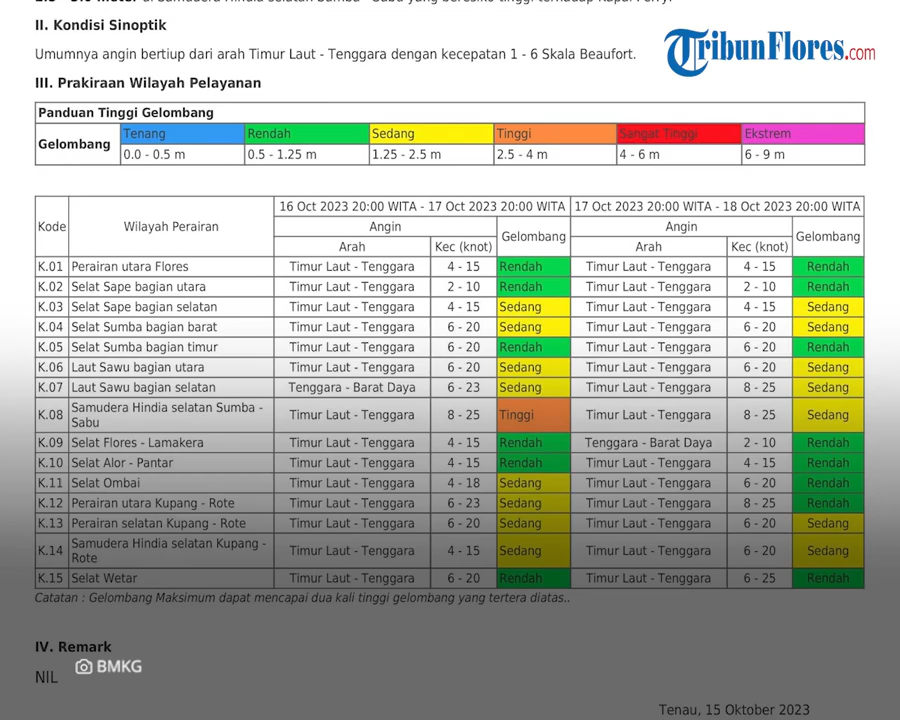 II. Kondisi Sinoptik
Umumnya angin bertiup dari arah Timur Laut - Tenggara dengan kecepatan 1 - 6 Skala Beaufort.
TribunFlores.com
III. Prakiraan Wilayah Pelayanan
Panduan Tinggi Gelombang
Gelombang Tenang Rendah Sedang Tinggi Sangat Tinggi Ekstrem
0.0 - 0.5 m 0.5 - 1.25 m 1.25 - 2.5 m 2.5 - 4 m 4 - 6 m 6 - 9 m
Kode Wilayah Perairan 16 Oct 2023 20:00 WITA - 17 Oct 2023 20:00 WITA 17 Oct 2023 20:00 WITA - 18 Oct 2023 20:00 WITA
Angin Gelombang Angin Gelombang
Arah Kec (knot) Arah Kec (knot)
K.01 Perairan utara Flores Timur Laut - Tenggara 4 - 15 Rendah Timur Laut - Tenggara 4 - 15 Rendah
K.02 Selat Sape bagian utara Timur Laut - Tenggara 2 - 10 Rendah Timur Laut - Tenggara 4 - 15 Rendah
K.03 Selat Sape bagian selatan Timur Laut - Tenggara 4 - 15 Sedang Timur Laut - Tenggara 4 - 15 Sedang
K.04 Selat Sumba bagian barat Timur Laut - Tenggara 6 - 20 Sedang Timur Laut - Tenggara 6 - 20 Sedang
K.05 Selat Sumba bagian timur Timur Laut - Tenggara 6 - 20 Rendah Timur Laut - Tenggara 6 - 20 Rendah
K.06 Laut Sawu bagian utara Timur Laut - Tenggara 6 - 20 Sedang Timur Laut - Tenggara 6 - 20 Sedang
K.07 Laut Sawu bagian selatan Tenggara - Barat Daya 6 - 23 Sedang Timur Laut - Tenggara 8 - 25 Sedang
K.08 Samudera Hindia selatan Sumba - Sabu Timur Laut - Tenggara 8 - 25 Tinggi Timur Laut - Tenggara 8 - 25 Sedang
K.09 Selat Flores - Lamakera Timur Laut - Tenggara 4 - 15 Rendah Tenggara - Barat Daya 2 - 10 Rendah
K.10 Selat Alor - Pantar Timur Laut - Tenggara 4 - 15 Rendah Timur Laut - Tenggara 4 - 15 Rendah
K.11 Selat Ombai Timur Laut - Tenggara 4 - 18 Sedang Timur Laut - Tenggara 6 - 20 Rendah
K.12 Perairan utara Kupang - Rote Timur Laut - Tenggara 6 - 23 Sedang Timur Laut - Tenggara 8 - 25 Rendah
K.13 Perairan selatan Kupang - Rote Timur Laut - Tenggara 6 - 20 Sedang Timur Laut - Tenggara 6 - 20 Sedang
K.14 Samudera Hindia selatan Kupang - Rote Timur Laut - Tenggara 4 - 15 Sedang Timur Laut - Tenggara 6 - 20 Sedang
K.15 Selat Wetar Timur Laut - Tenggara 6 - 20 Rendah Timur Laut - Tenggara 6 - 25 Rendah
Catatan : Gelombang Maksimum dapat mencapai dua kali tinggi gelombang yang tertera diatas..
IV. Remark
BMKG
NIL
Tenau, 15 Oktober 2023